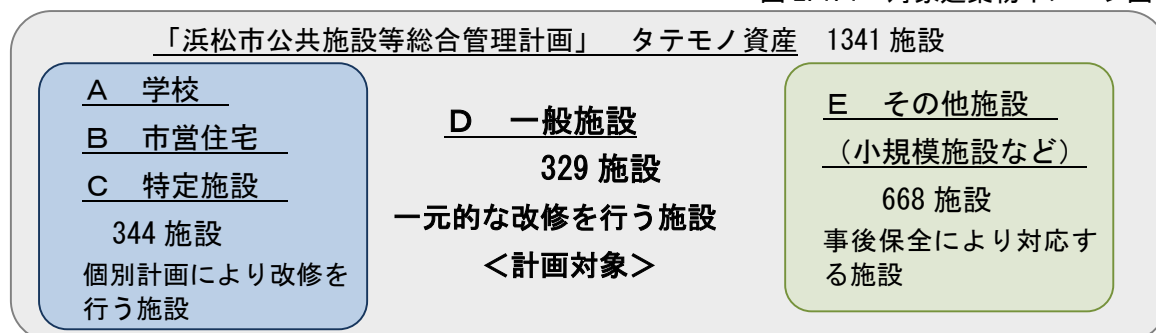 「浜松市公共施設等総合管理計画」　タテモノ資産　1341 施設
A　学校
B　市営住宅
C　特定施設
344 施設
個別計画により改修を
行う施設
D　一般施設
329 施設
一元的な改修を行う施設
＜計画対象＞
E　その他施設
（小規模施設など）
668 施設
事後保全により対応す
る施設